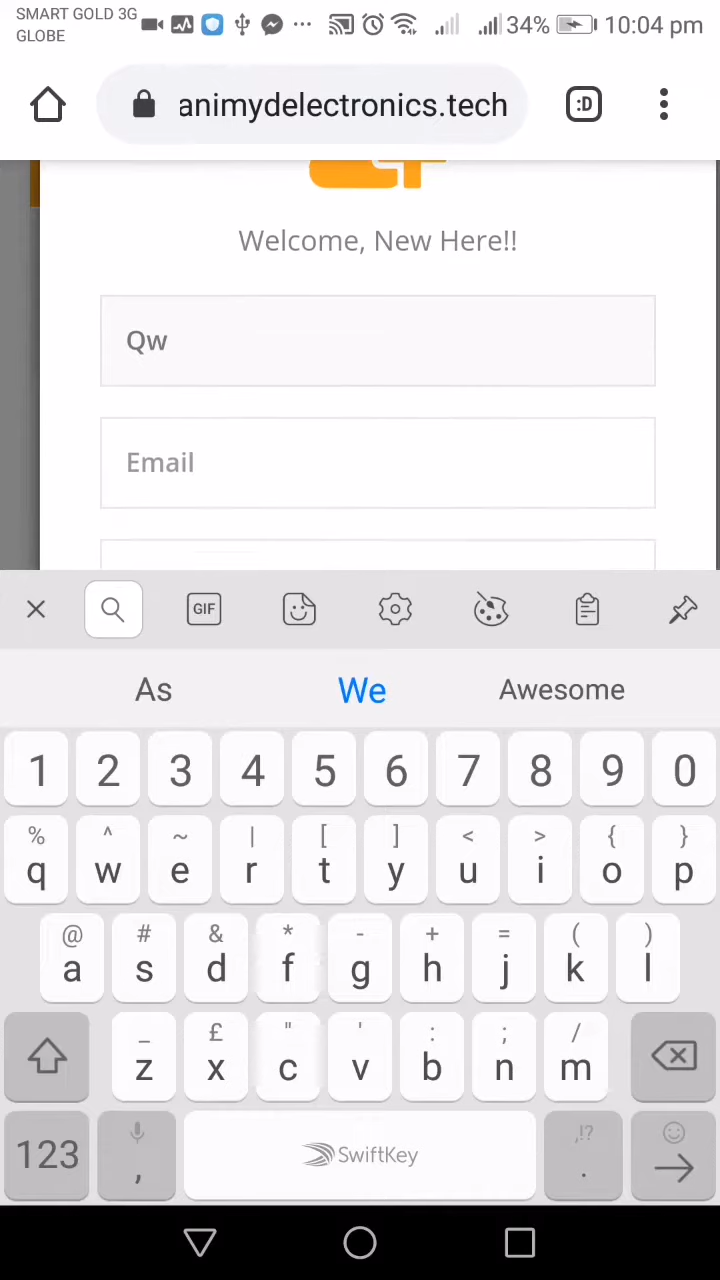 SMART GOLD 3G
GLOBE
34% 10:04 pm
animydelectronics.tech
:D
Welcome, New Here!!
Qw
Email
GIF
As We Awesome
1 2 3 4 5 6 7 8 9 0
% ^ ~ | [ ] < > { }
q w e r t y u i o p
@ # & * - + = ( )
a s d f g h j k l
_ £ " ' : ; /
z x c v b n m
,!?
123 , SwiftKey .